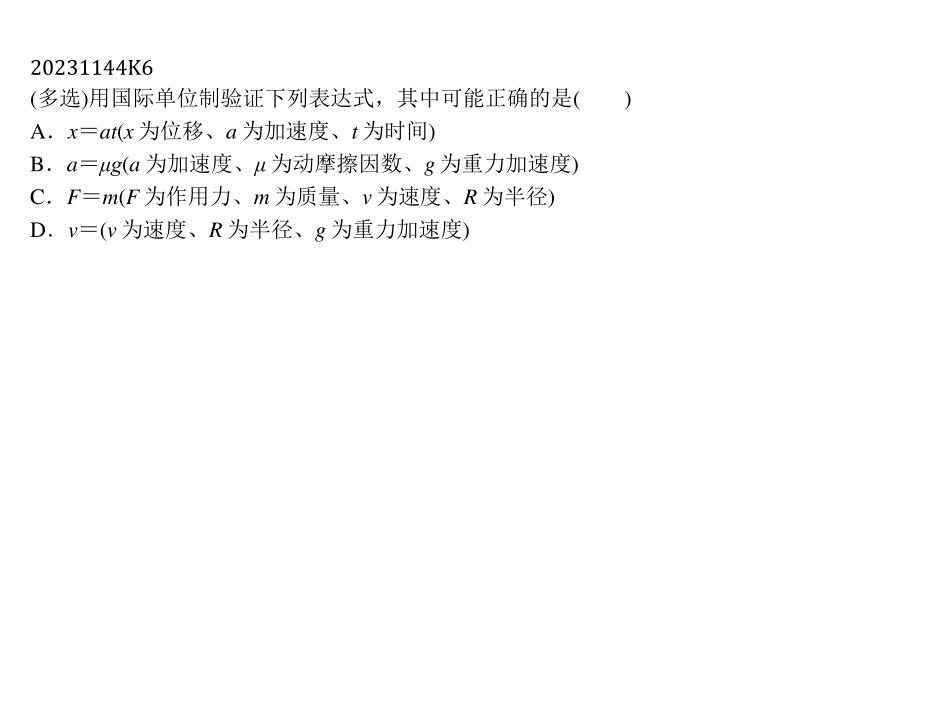 20231144K6
(多选)用国际单位制验证下列表达式，其中可能正确的是(　　)
A．x＝at(x 为位移、a 为加速度、t 为时间)
B．a＝μg(a 为加速度、μ 为动摩擦因数、g 为重力加速度)
C．F＝m(F 为作用力、m 为质量、v 为速度、R 为半径)
D．v＝(v 为速度、R 为半径、g 为重力加速度)